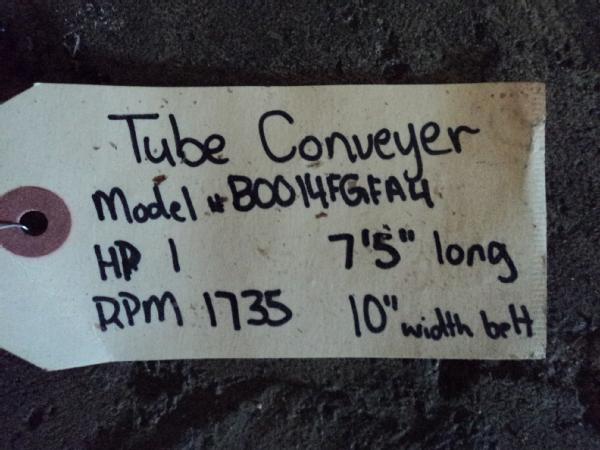 Tube Conveyer
Model #B0014FGFA4
HP 1 7'5" long
RPM 1735 10" width belt